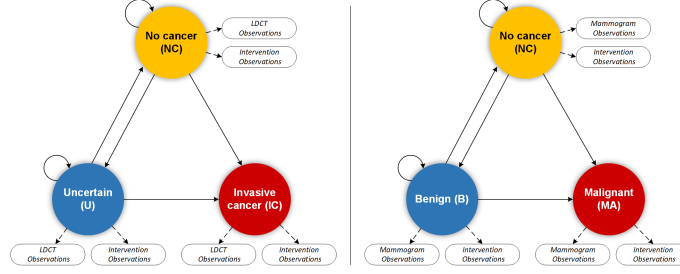 No cancer
(NC)
LDCT
Observations
Intervention
Observations
Uncertain
(U)
Invasive
cancer (IC)
LDCT
Observations
Intervention
Observations
LDCT
Observations
Intervention
Observations
No cancer
(NC)
Mammogram
Observations
Intervention
Observations
Benign (B)
Malignant
(MA)
Mammogram
Observations
Intervention
Observations
Mammogram
Observations
Intervention
Observations